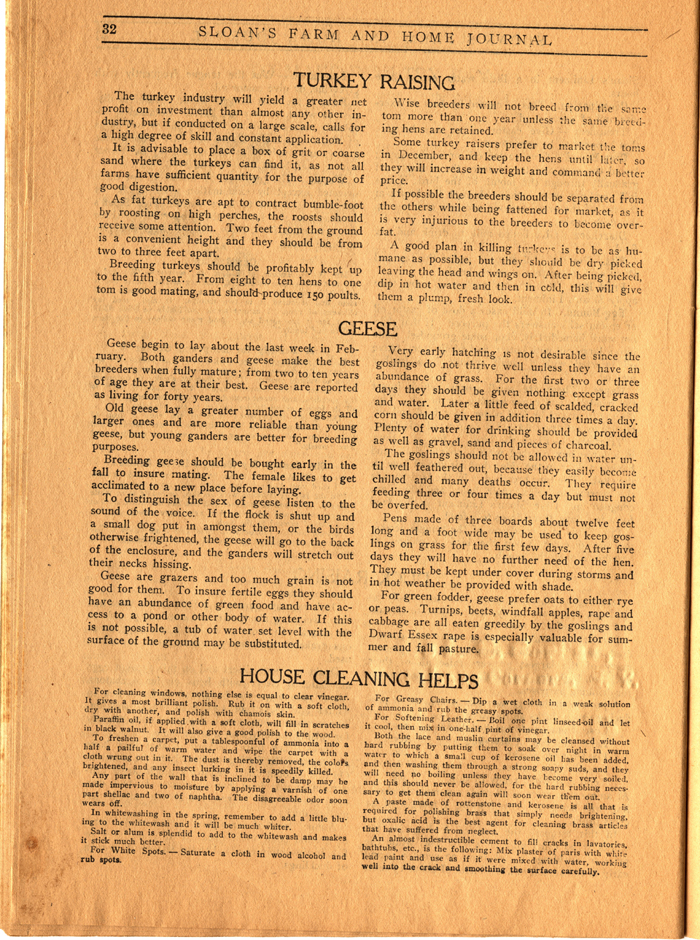 32
SLOAN'S FARM AND HOME JOURNAL
TURKEY RAISING
The turkey industry will yield a greater net
profit on investment than almost any other in-
dustry, but if conducted on a large scale, calls for
a high degree of skill and constant application.
It is advisable to place a box of grit or coarse
sand where the turkeys can find it, as not all
farms have sufficient quantity for the purpose of
good digestion.
As fat turkeys are apt to contract bumble-foot
by roosting on high perches, the roosts should
receive some attention. Two feet from the ground
is a convenient height and they should be from
two to three feet apart.
Breeding turkeys should be profitably kept up
to the fifth year. From eight to ten hens to one
tom is good mating, and should produce 150 poults.
Wise breeders will not breed from the same
tom more than one year unless the same breed-
ing hens are retained.
Some turkey raisers prefer to market the toms
in December, and keep the hens until later, so
they will increase in weight and command a better
price.
If possible the breeders should be separated from
the others while being fattened for market, as it
is very injurious to the breeders to become over-
fat.
A good plan in killing turkeys is to be as hu-
mane as possible, but they should be dry picked
leaving the head and wings on. After being picked,
dip in hot water and then in cold, this will give
them a plump, fresh look.
GEESE
Geese begin to lay about the last week in Feb-
ruary. Both ganders and geese make the best
breeders when fully mature; from two to ten years
of age they are at their best. Geese are reported
as living for forty years.
Old geese lay a greater number of eggs and
larger ones and are more reliable than young
geese, but young ganders are better for breeding
purposes.
Breeding geese should be bought early in the
fall to insure mating. The female likes to get
acclimated to a new place before laying.
To distinguish the sex of geese listen to the
sound of the voice. If the flock is shut up and
a small dog put in amongst them, or the birds
otherwise frightened, the geese will go to the back
of the enclosure, and the ganders will stretch out
their necks hissing.
Geese are grazers and too much grain is not
good for them. To insure fertile eggs they should
have an abundance of green food and have ac-
cess to a pond or other body of water. If this
is not possible, a tub of water set level with the
surface of the ground may be substituted.
Very early hatching is not desirable since the
goslings do not thrive well unless they have an
abundance of grass. For the first two or three
days they should be given nothing except grass
and water. Later a little feed of scalded, cracked
corn should be given in addition three times a day.
Plenty of water for drinking should be provided
as well as gravel, sand and pieces of charcoal.
The goslings should not be allowed in water un-
til well feathered out, because they easily become
chilled and many deaths occur. They require
feeding three or four times a day but must not
be overfed.
Pens made of three boards about twelve feet
long and a foot wide may be used to keep gos-
lings on grass for the first few days. After five
days they will have no further need of the hen.
They must be kept under cover during storms and
in hot weather be provided with shade.
For green fodder, geese prefer oats to either rye
or peas. Turnips, beets, windfall apples, rape and
cabbage are all eaten greedily by the goslings and
Dwarf Essex rape is especially valuable for sum-
mer and fall pasture.
HOUSE CLEANING HELPS
For cleaning windows, nothing else is equal to clear vinegar.
It gives a most brilliant polish. Rub it on with a soft cloth,
dry with another, and polish with chamois skin.
Paraffin oil, if applied with a soft, will fill in scratches
in black walnut. It will also give a good polish to the wood.
To freshen a carpet, put a tablespoonful of ammonia into a
half a pailful of warm water and wipe the carpet with a
cloth wrung out in it. The dust is thereby removed, the colors
brightened, and any insect lurking in it is speedily killed.
Any part of the wall that is inclined to be damp may be
made impervious to moisture by applying a varnish of one
part shellac and two of naphtha. The disagreeable odor soon
wears off.
In whitewashing in the spring, remember to add a little blu-
ing to the whitewash and it will be much whiter.
Salt or alum is splendid to add to the whitewash and makes
it stick much better.
For White Spots. — Saturate a cloth in wood alcohol and
rub spots.
For Greasy Chairs. — Dip a wet cloth in a weak solution
of ammonia and rub the greasy spots.
For Softening Leather. — Boil one pint linseed-oil and let
it cool, then mix in one-half pint of vinegar.
Both the lace and muslin curtains may be cleansed without
hard rubbing by putting them to soak over night in warm
water to which a small cup of kerosene oil has been added,
and then washing them through a strong soapy suds, and they
will need no boiling unless they have become very soiled,
and this should never be allowed, for the hard rubbing neces-
sary to get them clean again will soon wear them out.
A paste made of rottenstone and kerosene is all that is
required for polishing brass that simply needs brightening,
but oxalic acid is the best agent for cleaning brass articles
that have suffered from neglect.
An almost indestructible cement to fill cracks in lavatories,
bathtubs, etc., is the following: Mix plaster of paris with white
lead paint and use as if it were mixed with water, working
well into the crack and smoothing the surface carefully.